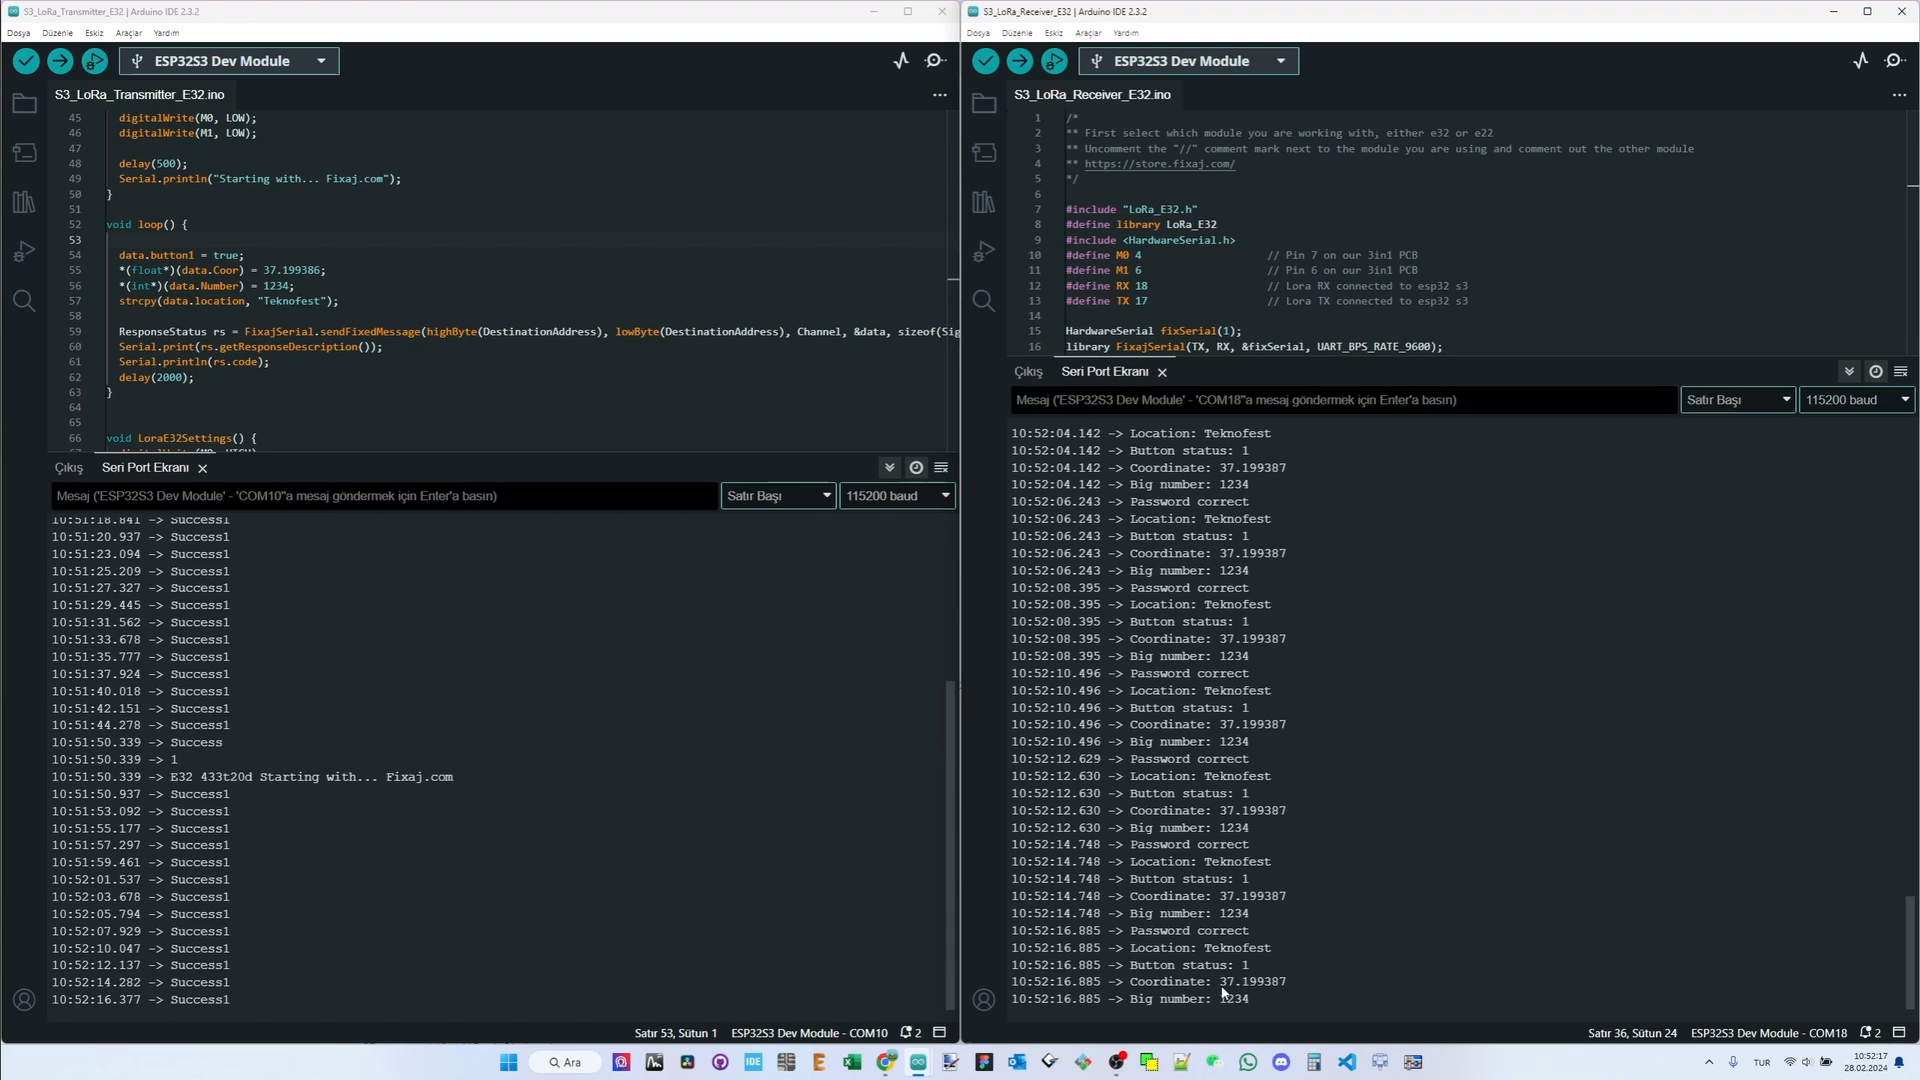 S3_LoRa_Transmitter_E32 | Arduino IDE 2.3.2
Dosya Düzenle Eskiz Araçlar Yardım
ESP32S3 Dev Module
S3_LoRa_Transmitter_E32.ino
45 digitalWrite(M0, LOW);
46 digitalWrite(M1, LOW);
47
48 delay(500);
49 Serial.println("Starting with... Fixaj.com");
50 }
51
52 void loop() {
53
54 data.button1 = true;
55 *(float*)(data.Coor) = 37.199386;
56 *(int*)(data.Number) = 1234;
57 strcpy(data.location, "Teknofest");
58
59 ResponseStatus rs = FixajSerial.sendFixedMessage(highByte(DestinationAddress), lowByte(DestinationAddress), Channel, &data, sizeof(Sig
60 Serial.print(rs.getResponseDescription());
61 Serial.println(rs.code);
62 delay(2000);
63 }
64
65
66 void LoraE32Settings() {
Çıkış Seri Port Ekranı
Mesaj ('ESP32S3 Dev Module' - 'COM10''a mesaj göndermek için Enter'a basın)
Satır Başı
115200 baud
10:51:18.841 -> Success1
10:51:20.937 -> Success1
10:51:23.094 -> Success1
10:51:25.209 -> Success1
10:51:27.327 -> Success1
10:51:29.445 -> Success1
10:51:31.562 -> Success1
10:51:33.678 -> Success1
10:51:35.777 -> Success1
10:51:37.924 -> Success1
10:51:40.018 -> Success1
10:51:42.151 -> Success1
10:51:44.278 -> Success1
10:51:50.339 -> Success
10:51:50.339 -> 1
10:51:50.339 -> E32 433t20d Starting with... Fixaj.com
10:51:50.937 -> Success1
10:51:53.092 -> Success1
10:51:55.177 -> Success1
10:51:57.297 -> Success1
10:51:59.461 -> Success1
10:52:01.537 -> Success1
10:52:03.678 -> Success1
10:52:05.794 -> Success1
10:52:07.929 -> Success1
10:52:10.047 -> Success1
10:52:12.137 -> Success1
10:52:14.282 -> Success1
10:52:16.377 -> Success1
Satır 53, Sütun 1 ESP32S3 Dev Module - COM10 2
S3_LoRa_Receiver_E32 | Arduino IDE 2.3.2
Dosya Düzenle Eskiz Araçlar Yardım
ESP32S3 Dev Module
S3_LoRa_Receiver_E32.ino
1 /*
2 ** First select which module you are working with, either e32 or e22
3 ** Uncomment the "//" comment mark next to the module you are using and comment out the other module
4 ** https://store.fixaj.com/
5 */
6
7 #include "LoRa_E32.h"
8 #define library LoRa_E32
9 #include <HardwareSerial.h>
10 #define M0 4 // Pin 7 on our 3in1 PCB
11 #define M1 6 // Pin 6 on our 3in1 PCB
12 #define RX 18 // Lora RX connected to esp32 s3
13 #define TX 17 // Lora TX connected to esp32 s3
14
15 HardwareSerial fixSerial(1);
16 library FixajSerial(TX, RX, &fixSerial, UART_BPS_RATE_9600);
Çıkış Seri Port Ekranı
Mesaj ('ESP32S3 Dev Module' - 'COM18''a mesaj göndermek için Enter'a basın)
Satır Başı
115200 baud
10:52:04.142 -> Location: Teknofest
10:52:04.142 -> Button status: 1
10:52:04.142 -> Coordinate: 37.199387
10:52:04.142 -> Big number: 1234
10:52:06.243 -> Password correct
10:52:06.243 -> Location: Teknofest
10:52:06.243 -> Button status: 1
10:52:06.243 -> Coordinate: 37.199387
10:52:06.243 -> Big number: 1234
10:52:08.395 -> Password correct
10:52:08.395 -> Location: Teknofest
10:52:08.395 -> Button status: 1
10:52:08.395 -> Coordinate: 37.199387
10:52:08.395 -> Big number: 1234
10:52:10.496 -> Password correct
10:52:10.496 -> Location: Teknofest
10:52:10.496 -> Button status: 1
10:52:10.496 -> Coordinate: 37.199387
10:52:10.496 -> Big number: 1234
10:52:12.629 -> Password correct
10:52:12.630 -> Location: Teknofest
10:52:12.630 -> Button status: 1
10:52:12.630 -> Coordinate: 37.199387
10:52:12.630 -> Big number: 1234
10:52:14.748 -> Password correct
10:52:14.748 -> Location: Teknofest
10:52:14.748 -> Button status: 1
10:52:14.748 -> Coordinate: 37.199387
10:52:14.748 -> Big number: 1234
10:52:16.885 -> Password correct
10:52:16.885 -> Location: Teknofest
10:52:16.885 -> Button status: 1
10:52:16.885 -> Coordinate: 37.199387
10:52:16.885 -> Big number: 1234
Satır 36, Sütun 24 ESP32S3 Dev Module - COM18 2
Ara
IDE
TUR
10:52:17
28.02.2024